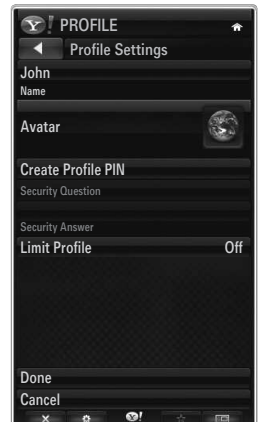 Y! PROFILE
Profile Settings
John
Name
Avatar
Create Profile PIN
Security Question
Security Answer
Limit Profile Off
Done
Cancel
Y!